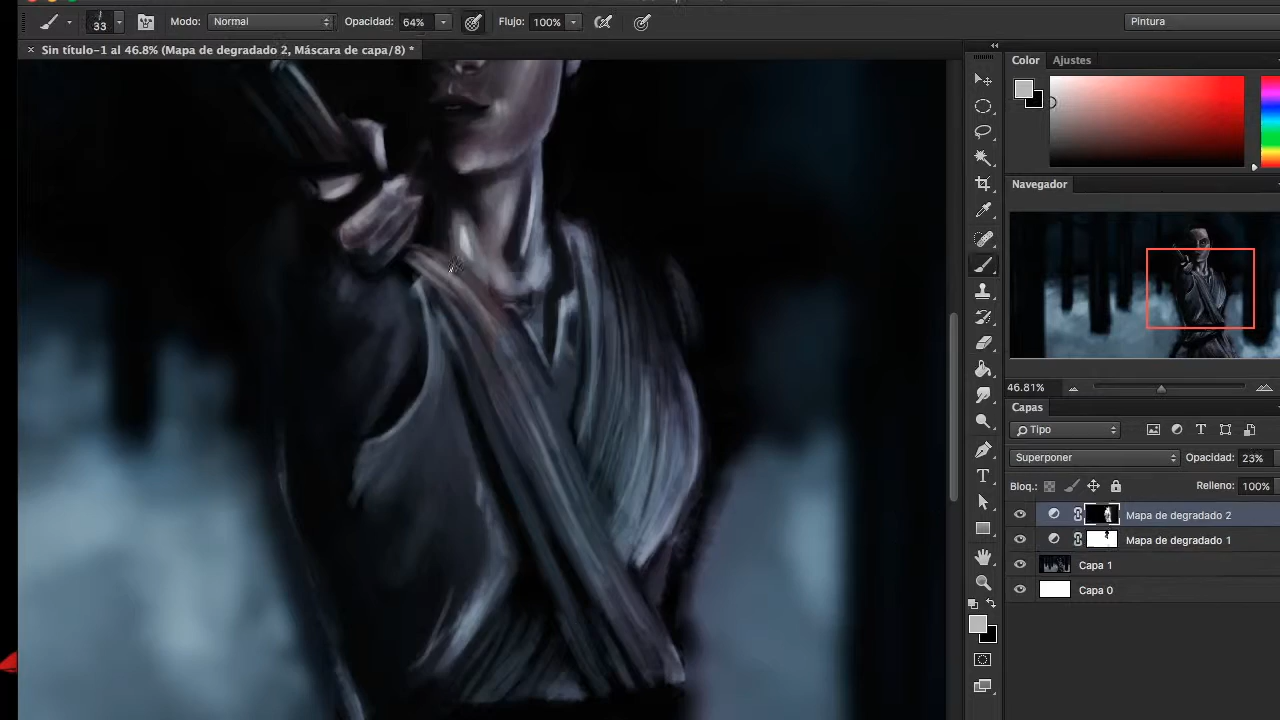 33 Modo: Normal Opacidad: 64% Flujo: 100% Pintura
× Sin título-1 al 46.8% (Mapa de degradado 2, Máscara de capa/8) *
Color Ajustes
Navegador
46.81%
Capas
Tipo
Superponer Opacidad: 23%
Bloq.: Relleno: 100%
Mapa de degradado 2
Mapa de degradado 1
Capa 1
Capa 0